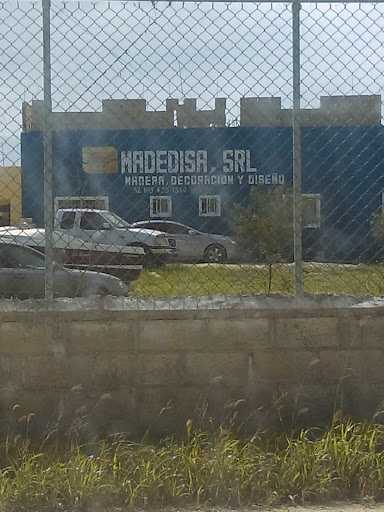 MADEDISA, SRL
MADERA, DECORACION Y DISEÑO